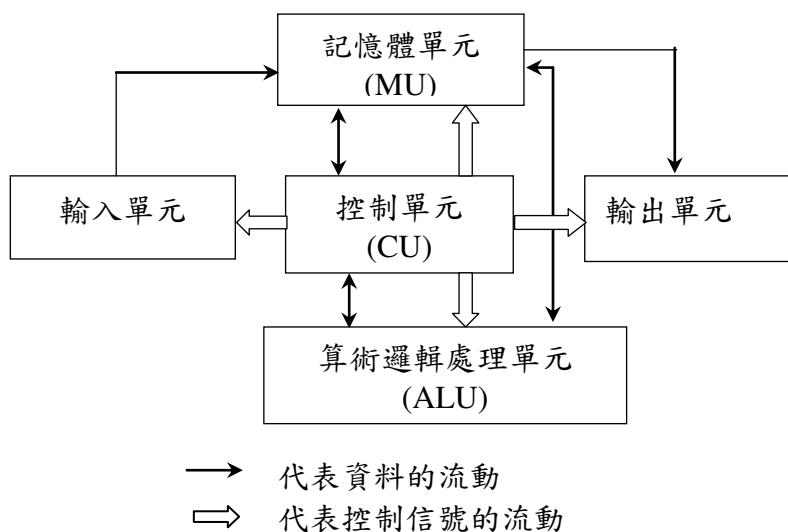 記憶體單元
(MU)
輸入單元
控制單元
(CU)
輸出單元
算術邏輯處理單元
(ALU)
代表資料的流動
代表控制信號的流動